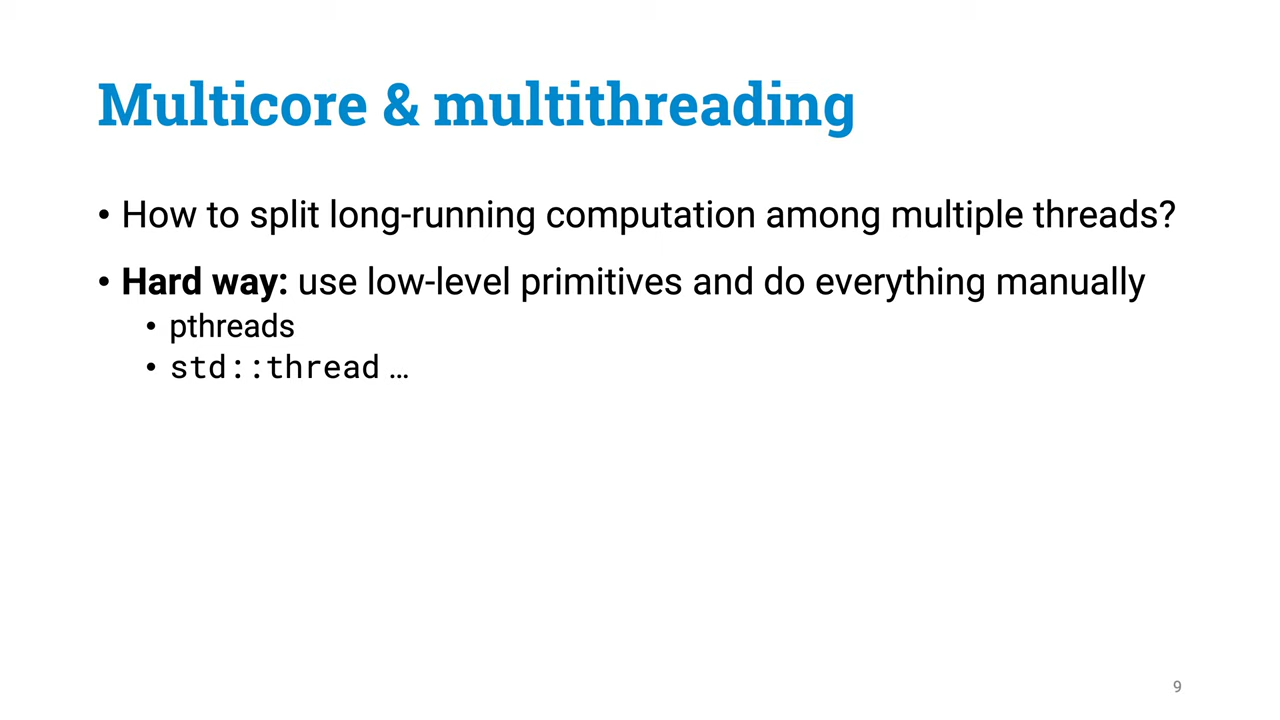 Multicore & multithreading
• How to split long-running computation among multiple threads?
• Hard way: use low-level primitives and do everything manually
• pthreads
• std::thread …
9